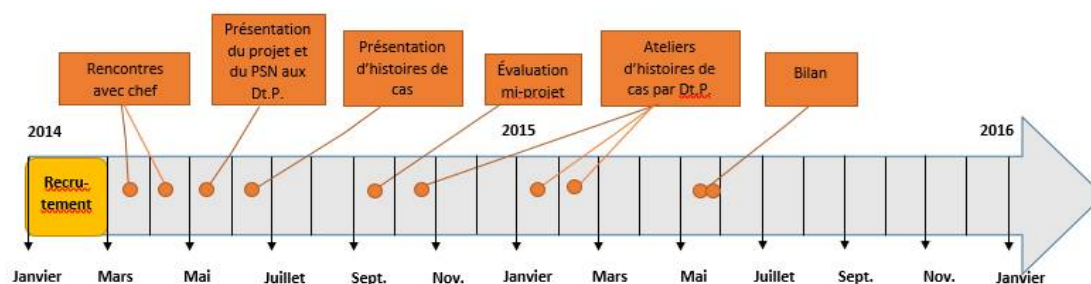 Rencontres
avec chef
Présentation
du projet et
du PSN aux
Dt.P.
Présentation
d'histoires de
cas
Évaluation
mi-projet
Ateliers
d'histoires de
cas par Dt.P.
Bilan
2014
2015
2016
Recru-
tement
Janvier
Mars
Mai
Juillet
Sept.
Nov.
Janvier
Mars
Mai
Juillet
Sept.
Nov.
Janvier